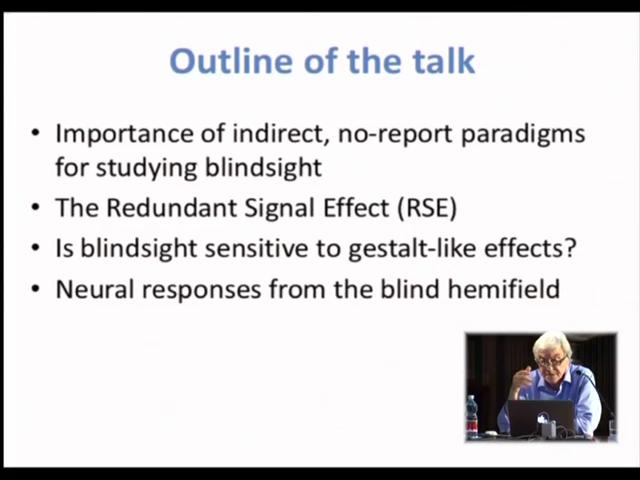 Outline of the talk
• Importance of indirect, no-report paradigms
for studying blindsight
• The Redundant Signal Effect (RSE)
• Is blindsight sensitive to gestalt-like effects?
• Neural responses from the blind hemifield